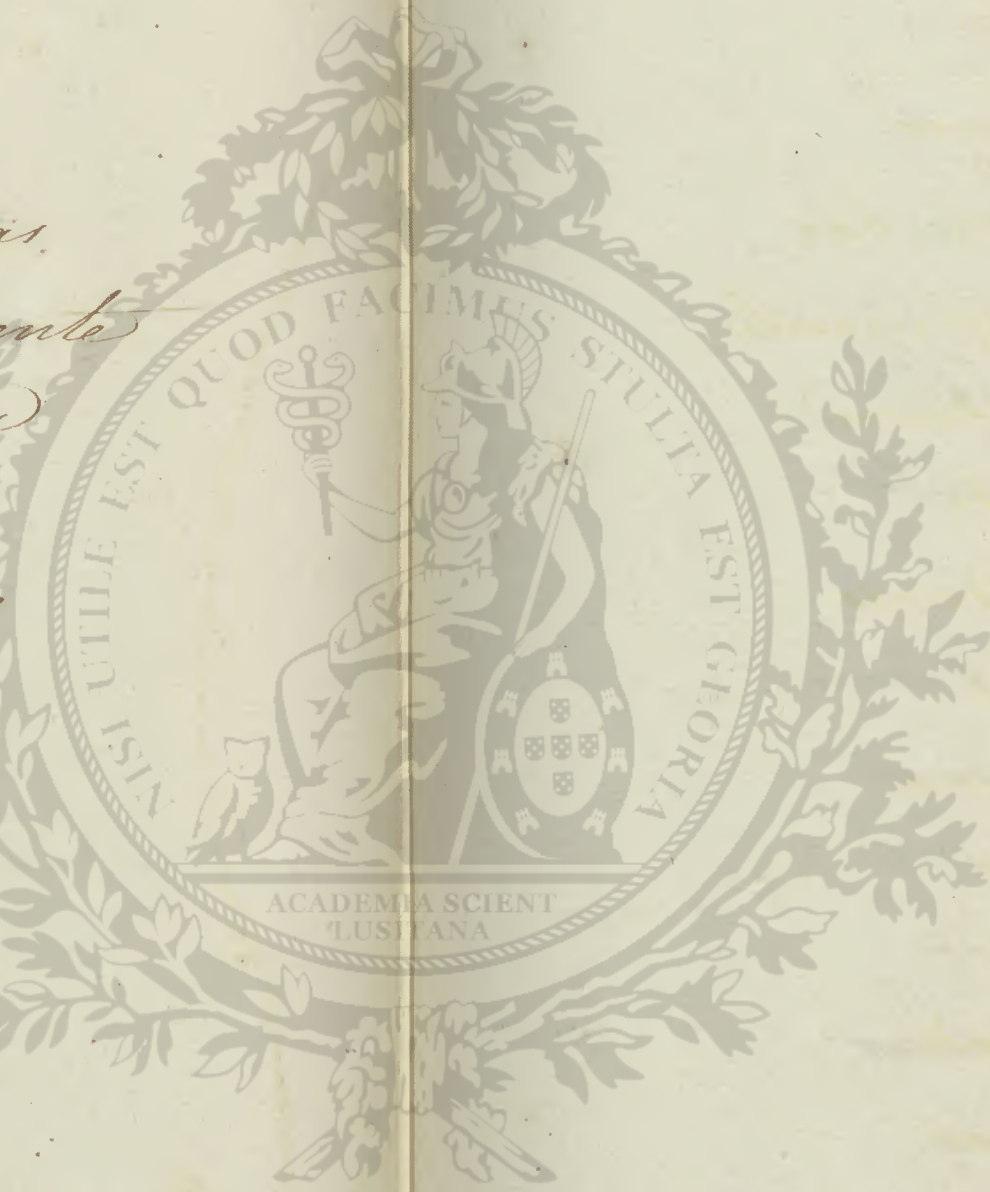 NISI UTILE EST QUOD FACIMUS STULTA EST GLORIA
ACADEMIA SCIENT
LUSITANA